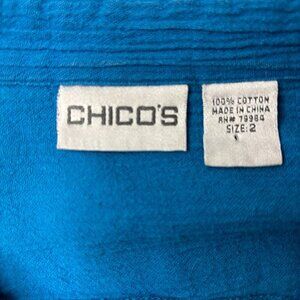 CHICO'S
100% COTTON
MADE IN CHINA
RN# 79984
SIZE: 2